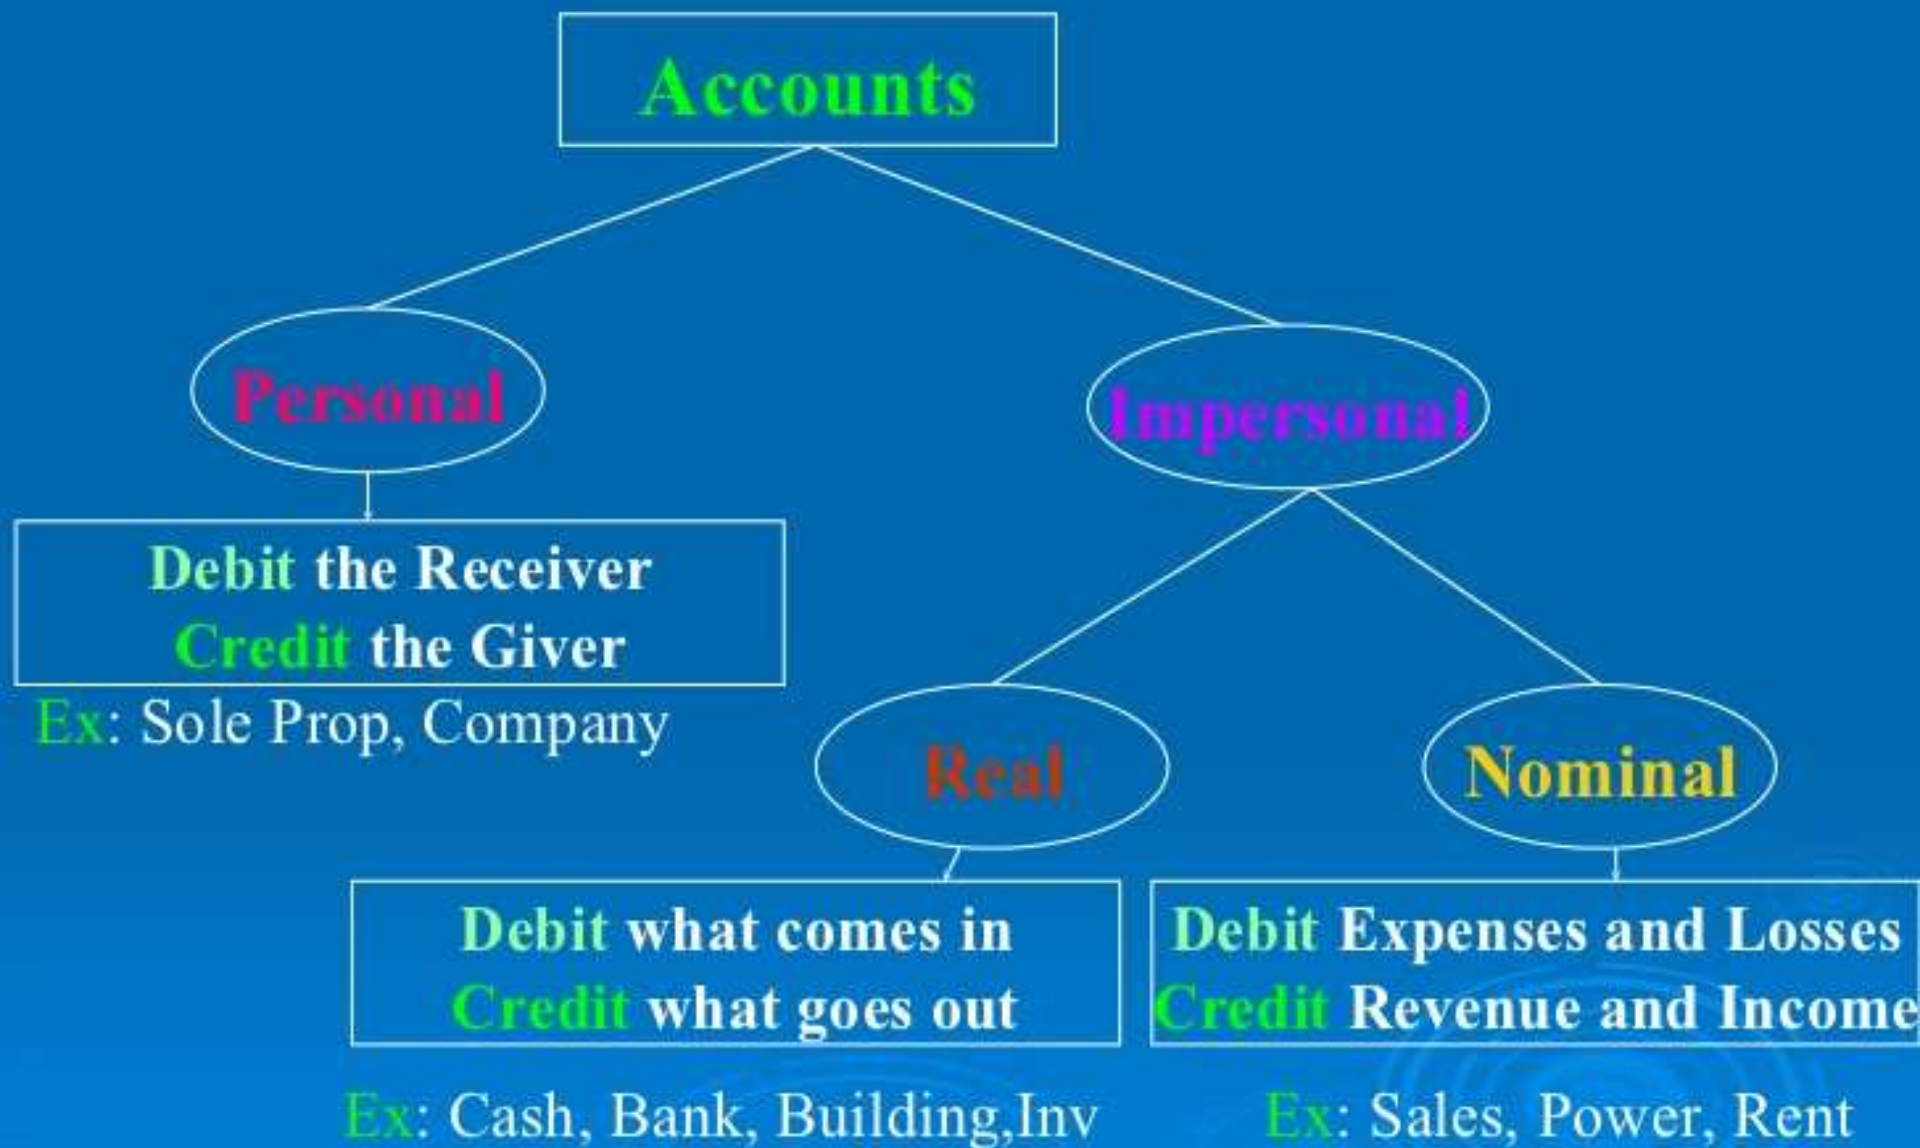 Accounts
Personal
Impersonal
Debit the Receiver
Credit the Giver
Ex: Sole Prop, Company
Real
Nominal
Debit what comes in
Credit what goes out
Debit Expenses and Losses
Credit Revenue and Income
Ex: Cash, Bank, Building,Inv
Ex: Sales, Power, Rent